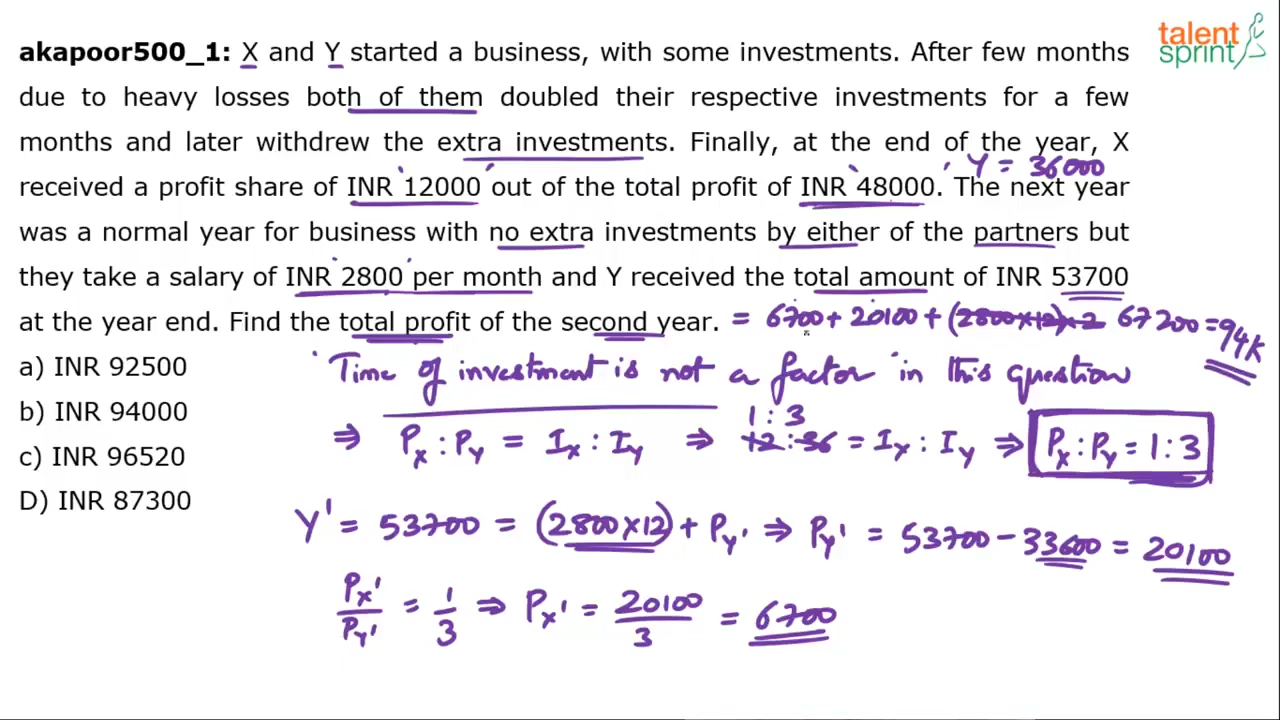 talent
sprint
akapoor500_1: X and Y started a business, with some investments. After few months
due to heavy losses both of them doubled their respective investments for a few
months and later withdrew the extra investments. Finally, at the end of the year, X
Y = 36000
received a profit share of INR 12000 out of the total profit of INR 48000. The next year
was a normal year for business with no extra investments by either of the partners but
they take a salary of INR 2800 per month and Y received the total amount of INR 53700
at the year end. Find the total profit of the second year. = 6700 + 20100 + (2800×12)×2 67200 = 94K
a) INR 92500
b) INR 94000
c) INR 96520
D) INR 87300
Time of investment is not a factor in this question
1 : 3
⇒ Px : Py = Ix : Iy ⇒ 12 : 36 = Ix : Iy ⇒ Px : Py = 1 : 3
Y' = 53700 = (2800×12) + Py' ⇒ Py' = 53700 - 33600 = 20100
Px'/Py' = 1/3 ⇒ Px' = 20100/3 = 6700